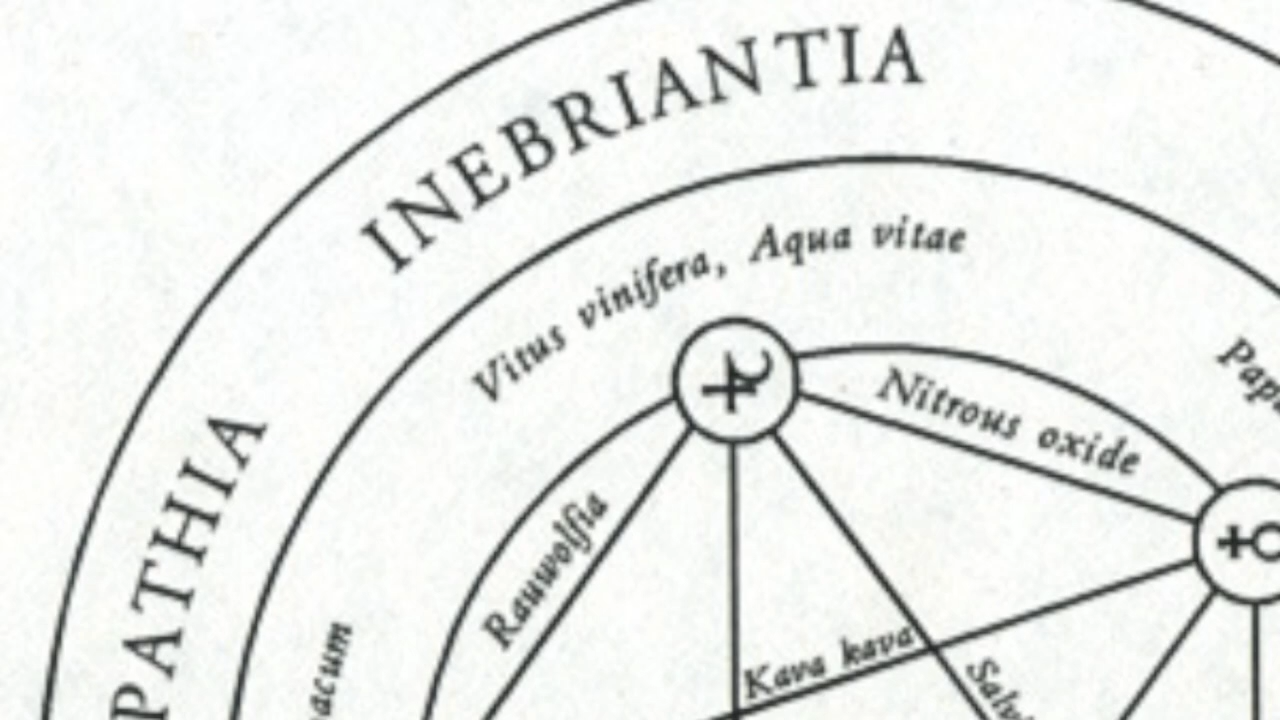 INEBRIANTIA
Vitus vinifera, Aqua vitae
Nitrous oxide
PATHIA
Rauwolfia
Kava kava